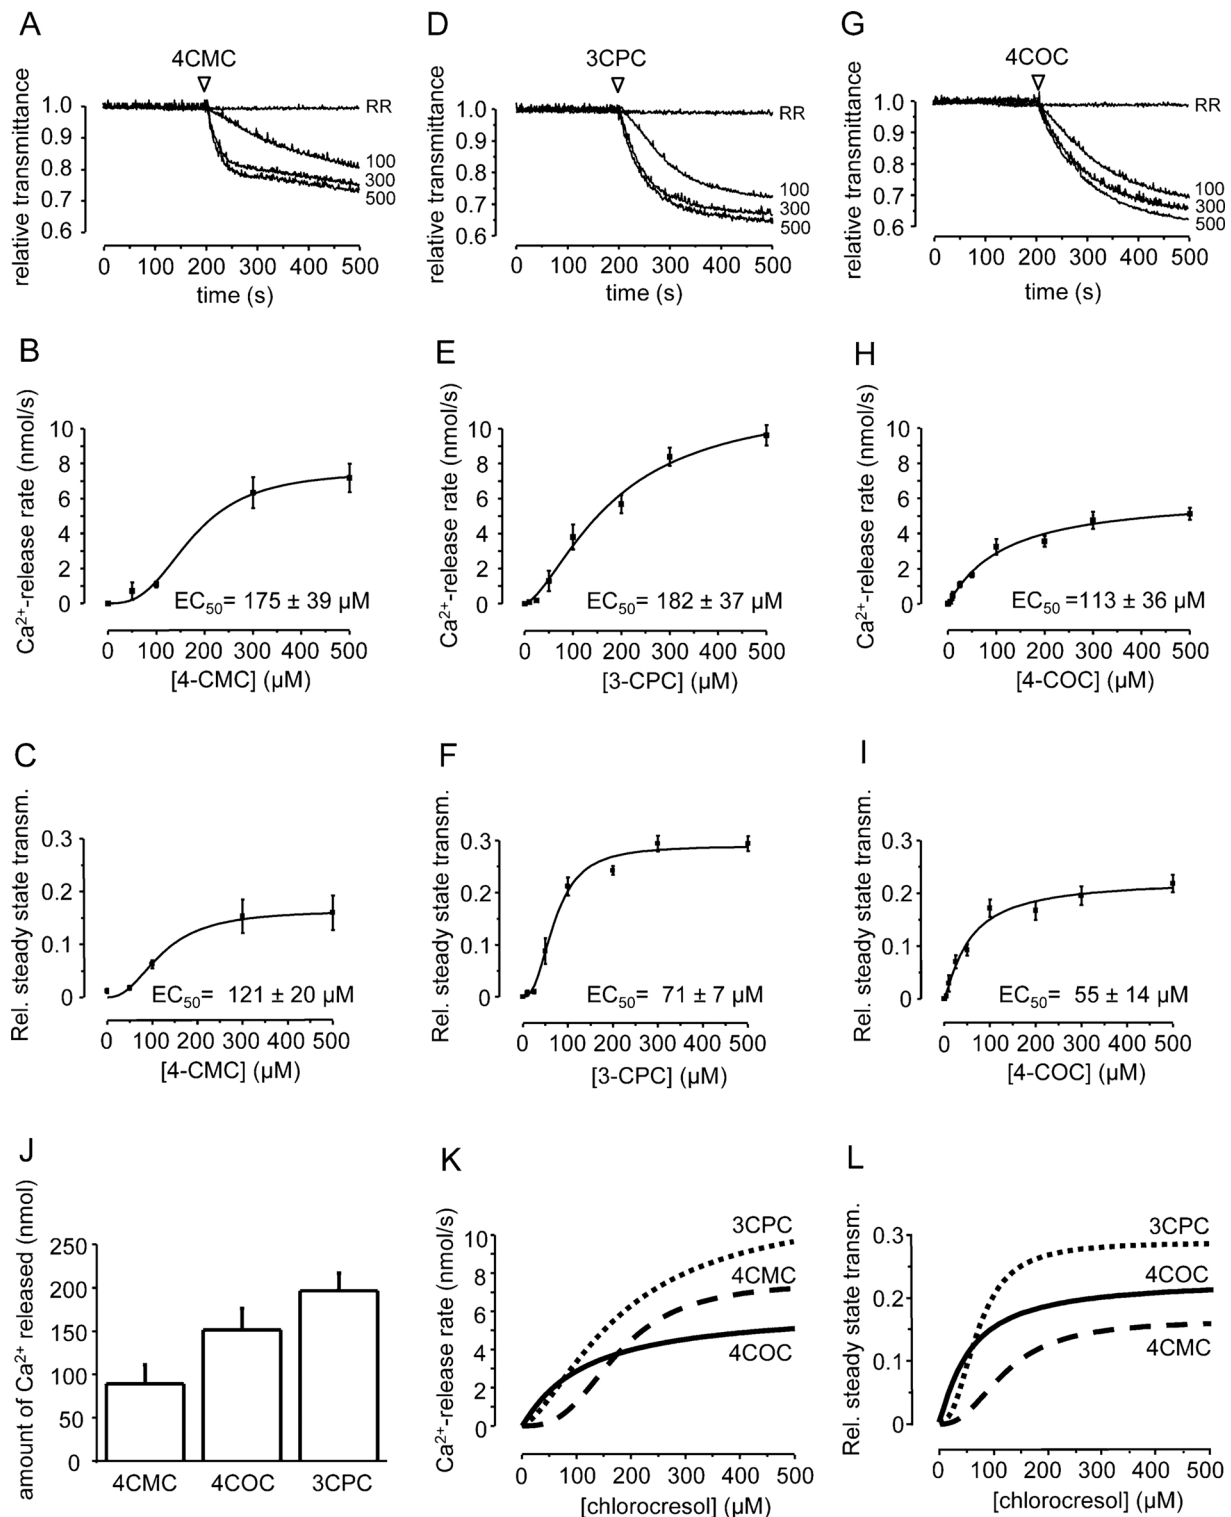 A
4CMC
relative transmittance
1.0
0.9
0.8
0.7
0.6
RR
100
300
500
0 100 200 300 400 500
time (s)
D
3CPC
relative transmittance
1.0
0.9
0.8
0.7
0.6
RR
100
300
500
0 100 200 300 400 500
time (s)
G
4COC
relative transmittance
1.0
0.9
0.8
0.7
0.6
RR
100
300
500
0 100 200 300 400 500
time (s)
B
Ca²⁺-release rate (nmol/s)
10
8
6
4
2
0
EC₅₀= 175 ± 39 µM
0 100 200 300 400 500
[4-CMC] (µM)
E
Ca²⁺-release rate (nmol/s)
10
8
6
4
2
0
EC₅₀= 182 ± 37 µM
0 100 200 300 400 500
[3-CPC] (µM)
H
Ca²⁺-release rate (nmol/s)
10
8
6
4
2
0
EC₅₀ =113 ± 36 µM
0 100 200 300 400 500
[4-COC] (µM)
C
Rel. steady state transm.
0.3
0.2
0.1
0
EC₅₀= 121 ± 20 µM
0 100 200 300 400 500
[4-CMC] (µM)
F
Rel. steady state transm.
0.3
0.2
0.1
0
EC₅₀= 71 ± 7 µM
0 100 200 300 400 500
[3-CPC] (µM)
I
Rel. steady state transm.
0.3
0.2
0.1
0
EC₅₀= 55 ± 14 µM
0 100 200 300 400 500
[4-COC] (µM)
J
amount of Ca²⁺ released (nmol)
250
200
150
100
50
0
4CMC 4COC 3CPC
K
Ca²⁺-release rate (nmol/s)
10
8
6
4
2
0
3CPC
4CMC
4COC
0 100 200 300 400 500
[chlorocresol] (µM)
L
Rel. steady state transm.
0.3
0.2
0.1
0
3CPC
4COC
4CMC
0 100 200 300 400 500
[chlorocresol] (µM)